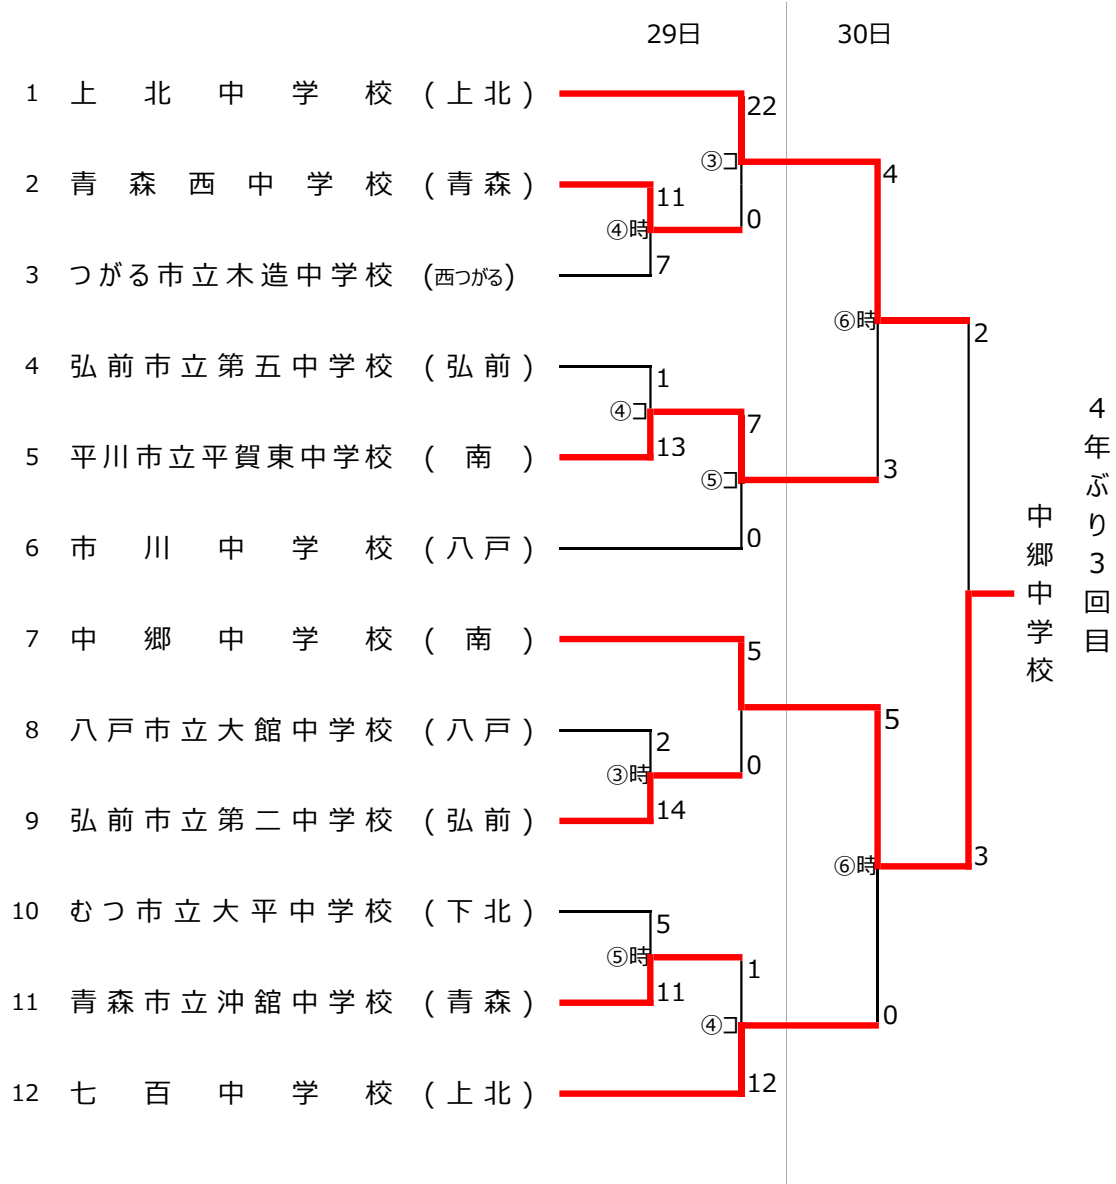 29日 30日
1 上北中学校 (上北)
22
③コ
4
2 青森西中学校 (青森)
11
④時
0
3 つがる市立木造中学校 (西つがる)
7
⑥時
2
4 弘前市立第五中学校 (弘前)
1
④コ
7
5 平川市立平賀東中学校 (南)
13
⑤コ
3
6 市川中学校 (八戸)
0
4年ぶり3回目
中郷中学校
7 中郷中学校 (南)
5
5
8 八戸市立大館中学校 (八戸)
2
③時
0
9 弘前市立第二中学校 (弘前)
14
⑥時
3
10 むつ市立大平中学校 (下北)
5
⑤時
1
11 青森市立沖舘中学校 (青森)
11
④コ
0
12 七百中学校 (上北)
12